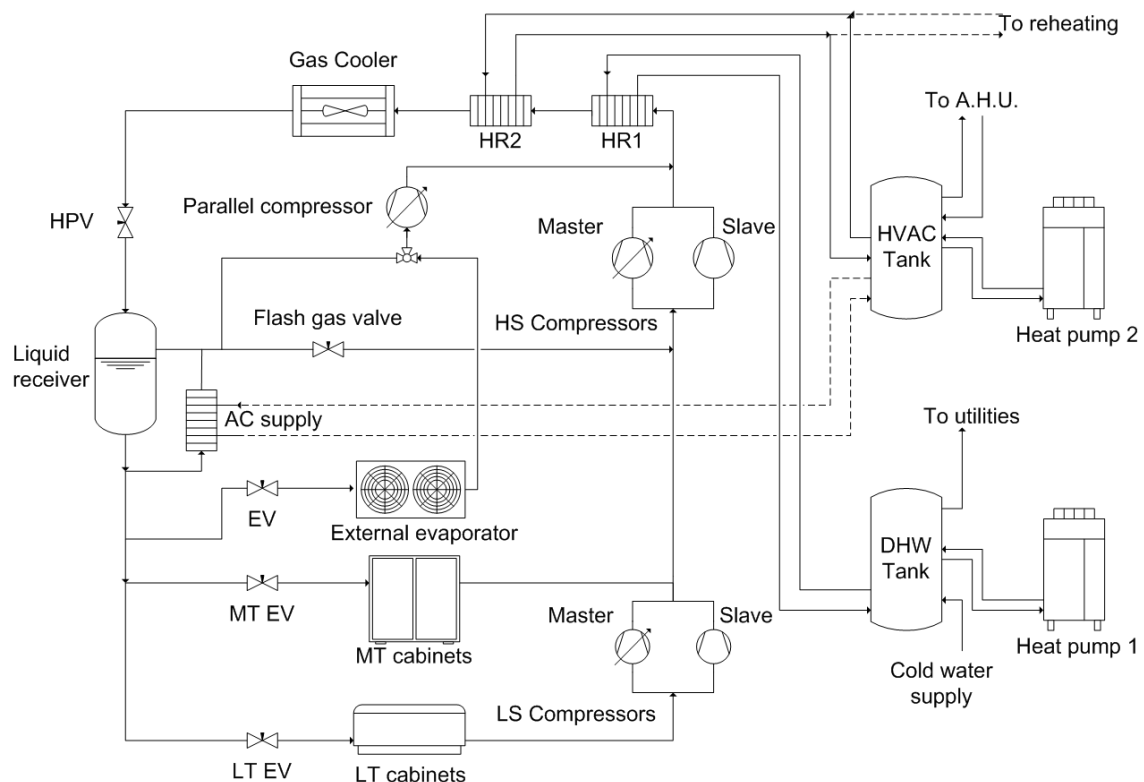 To reheating
Gas Cooler
To A.H.U.
HR2
HR1
Parallel compressor
HPV
Master
Slave
HVAC
Tank
Flash gas valve
HS Compressors
Heat pump 2
Liquid
receiver
AC supply
To utilities
EV
External evaporator
DHW
Tank
MT EV
Master
Slave
MT cabinets
Heat pump 1
Cold water
supply
LS Compressors
LT EV
LT cabinets